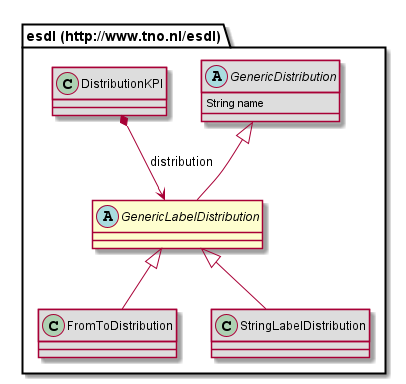 esdl (http://www.tno.nl/esdl)
C DistributionKPI
A GenericDistribution
String name
distribution
A GenericLabelDistribution
C FromToDistribution
C StringLabelDistribution